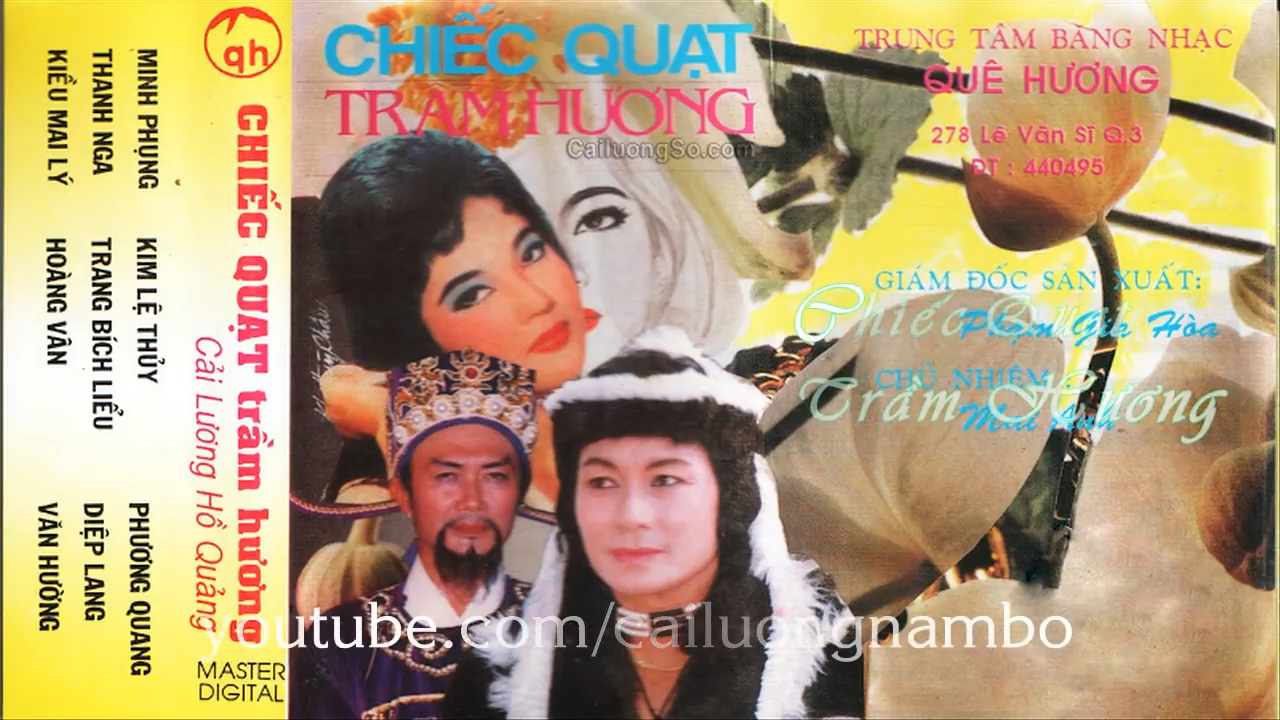 qh
MINH PHỤNG
THANH NGA
KIỀU MAI LÝ
KIM LỆ THỦY
TRANG BÍCH LIỂU
HOÀNG VÂN
PHƯƠNG QUANG
DIỆP LANG
VĂN HƯỜNG
CHIẾC QUẠT trầm hương
Cải Lương Hồ Quảng
MASTER
DIGITAL
CHIẾC QUẠT
TRẦM HƯƠNG
CailuongSo.com
TRUNG TÂM BĂNG NHẠC
QUÊ HƯƠNG
278 Lê Văn Sĩ Q.3
ĐT : 440495
GIÁM ĐỐC SẢN XUẤT:
Phạm Gia Hòa
CHỦ NHIỆM
Mai Anh
Chiếc Quạt
Trầm Hương
youtube.com/cailuongnambo